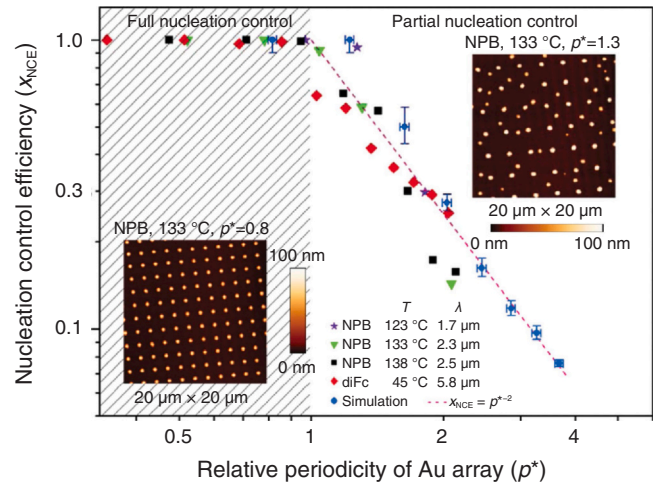 Full nucleation control
Partial nucleation control
NPB, 133 °C, p*=1.3
20 μm × 20 μm
0 nm 100 nm
NPB, 133 °C, p*=0.8
100 nm
0 nm
20 μm × 20 μm
T λ
NPB 123 °C 1.7 μm
NPB 133 °C 2.3 μm
NPB 138 °C 2.5 μm
diFc 45 °C 5.8 μm
Simulation x_NCE = p*⁻²
Nucleation control efficiency (x_NCE)
1.0
0.3
0.1
0.5 1 2 4
Relative periodicity of Au array (p*)